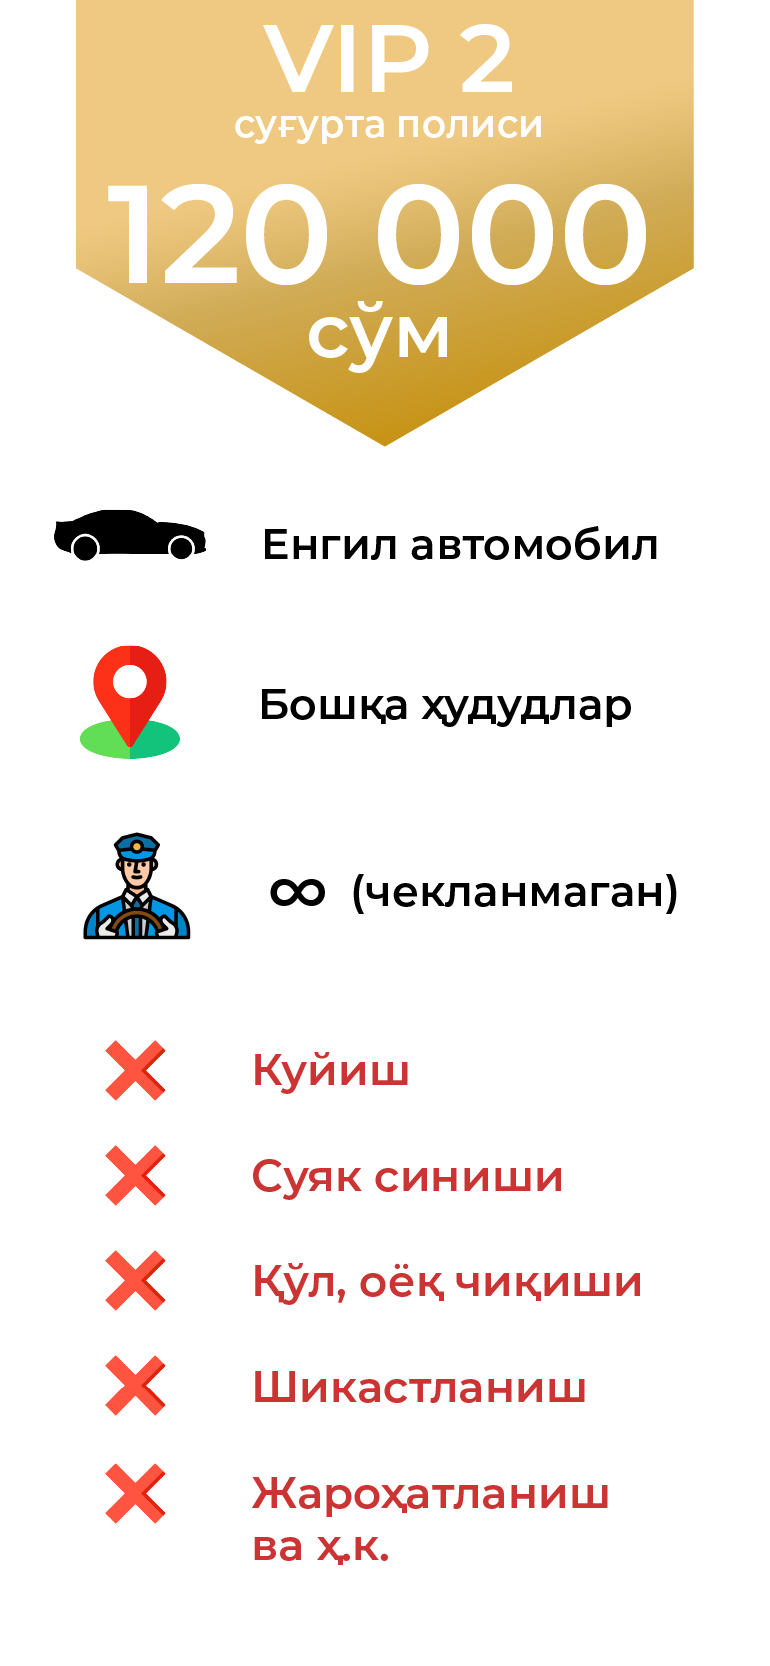 VIP 2
суғурта полиси
120 000
сўм
Енгил автомобил
Бошқа ҳудудлар
∞ (чекланмаган)
Куйиш
Суяк синиши
Қўл, оёқ чиқиши
Шикастланиш
Жароҳатланиш
ва ҳ.к.